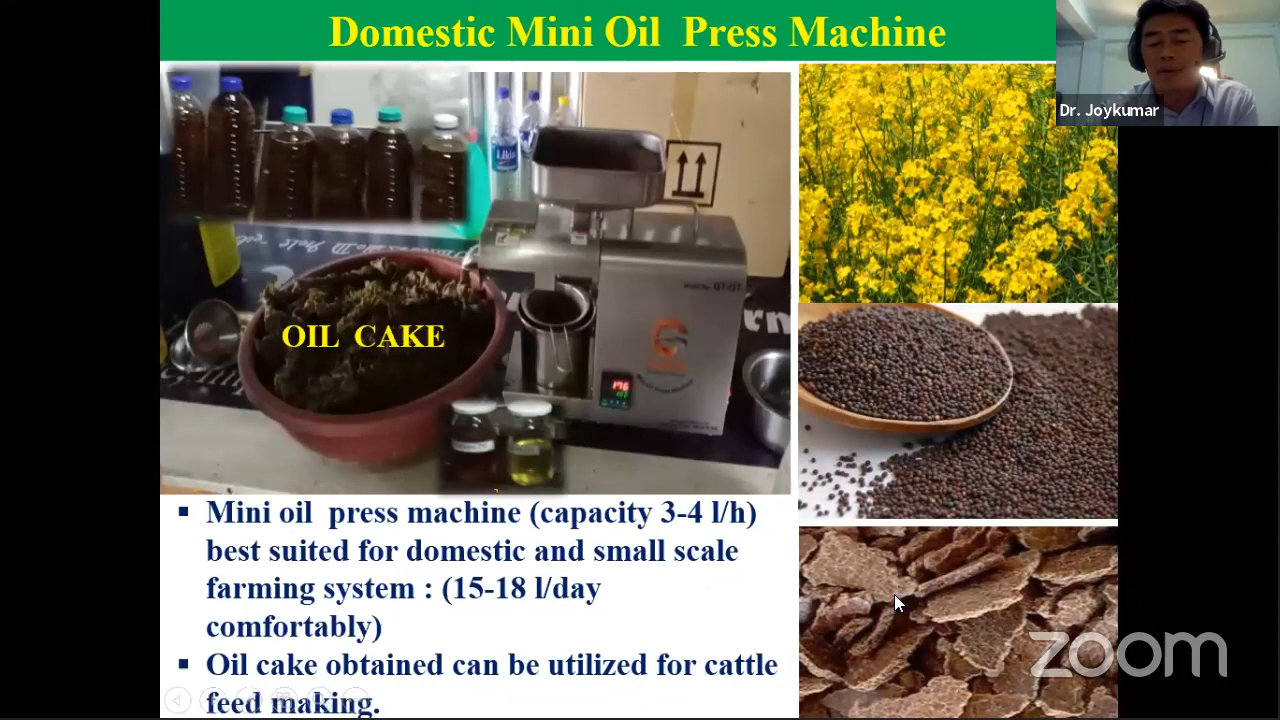 Domestic Mini Oil Press Machine
Dr. Joykumar
OIL CAKE
176
▪ Mini oil press machine (capacity 3-4 l/h)
best suited for domestic and small scale
farming system : (15-18 l/day
comfortably)
▪ Oil cake obtained can be utilized for cattle
feed making.
zoom